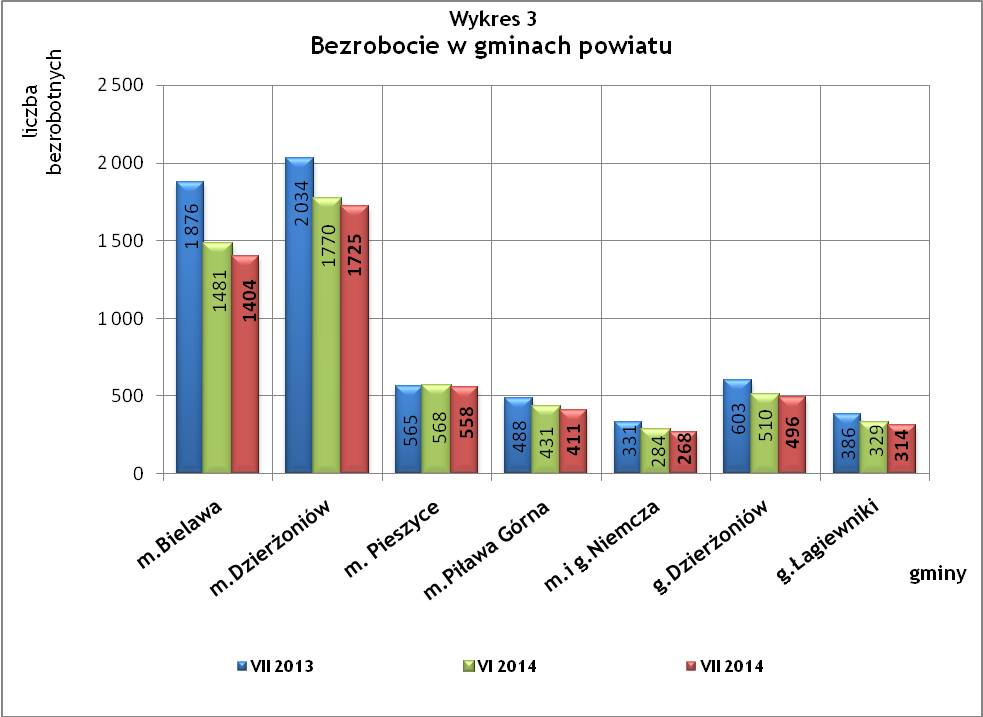 Wykres 3
Bezrobocie w gminach powiatu
liczba
bezrobotnych
2 500
2 000
1 500
1 000
500
0
1 876
1481
1404
2 034
1770
1725
565
568
558
488
431
411
331
284
268
603
510
496
386
329
314
m.Bielawa
m.Dzierżoniów
m. Pieszyce
m.Piława Górna
m.i g.Niemcza
g.Dzierżoniów
g.Łagiewniki
gminy
VII 2013
VI 2014
VII 2014